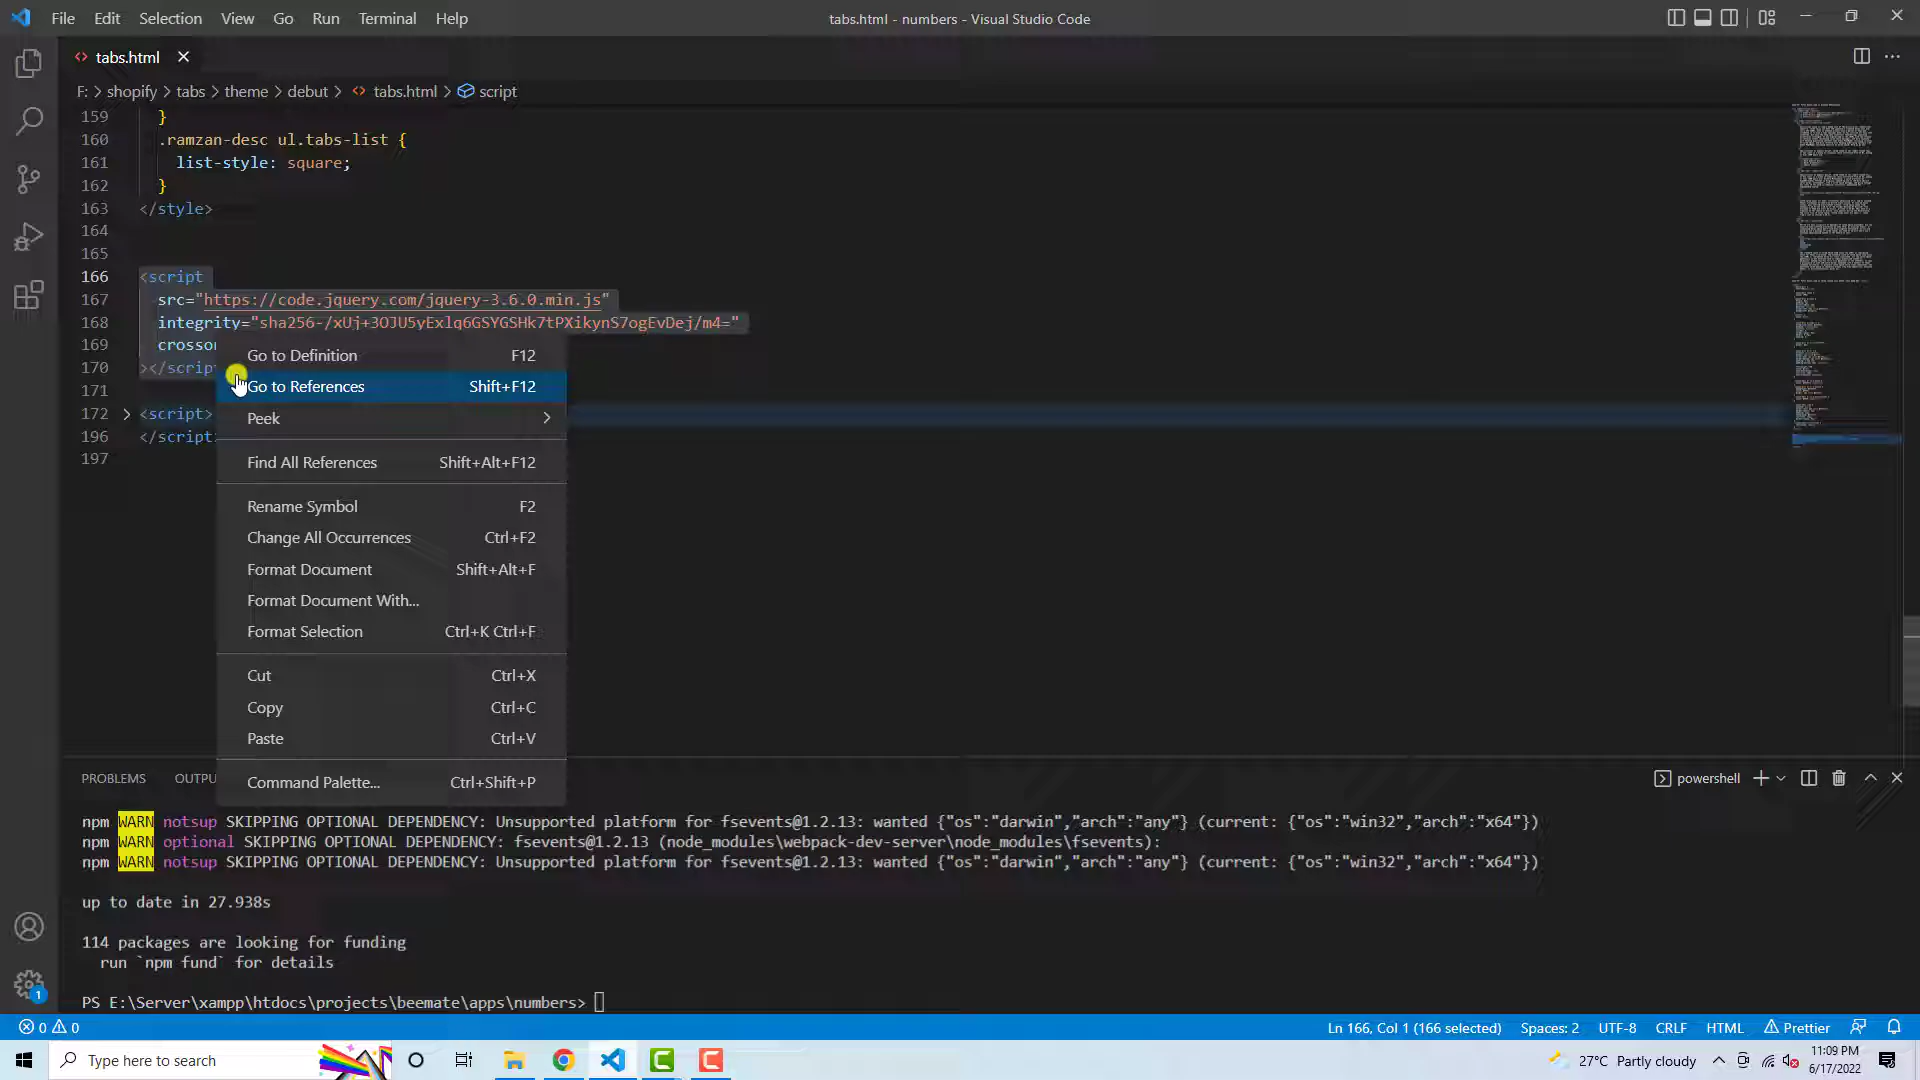 File Edit Selection View Go Run Terminal Help
tabs.html - numbers - Visual Studio Code
tabs.html
F: > shopify > tabs > theme > debut > tabs.html > script
159 }
160 .ramzan-desc ul.tabs-list {
161 list-style: square;
162 }
163 </style>
164
165
166 <script
167 src="https://code.jquery.com/jquery-3.6.0.min.js"
168 integrity="sha256-/xUj+3OJU5yExlq6GSYGSHk7tPXikynS7ogEvDej/m4="
169 crossor
170 ></script
171
172 <script>
196 </script>
197
Go to Definition F12
Go to References Shift+F12
Peek
Find All References Shift+Alt+F12
Rename Symbol F2
Change All Occurrences Ctrl+F2
Format Document Shift+Alt+F
Format Document With...
Format Selection Ctrl+K Ctrl+F
Cut Ctrl+X
Copy Ctrl+C
Paste Ctrl+V
Command Palette... Ctrl+Shift+P
PROBLEMS OUTPU
powershell
npm WARN notsup SKIPPING OPTIONAL DEPENDENCY: Unsupported platform for fsevents@1.2.13: wanted {"os":"darwin","arch":"any"} (current: {"os":"win32","arch":"x64"})
npm WARN optional SKIPPING OPTIONAL DEPENDENCY: fsevents@1.2.13 (node_modules\webpack-dev-server\node_modules\fsevents):
npm WARN notsup SKIPPING OPTIONAL DEPENDENCY: Unsupported platform for fsevents@1.2.13: wanted {"os":"darwin","arch":"any"} (current: {"os":"win32","arch":"x64"})
up to date in 27.938s
114 packages are looking for funding
run `npm fund` for details
PS E:\Server\xampp\htdocs\projects\beemate\apps\numbers>
1
0 0
Ln 166, Col 1 (166 selected) Spaces: 2 UTF-8 CRLF HTML Prettier
Type here to search
27°C Partly cloudy
11:09 PM
6/17/2022